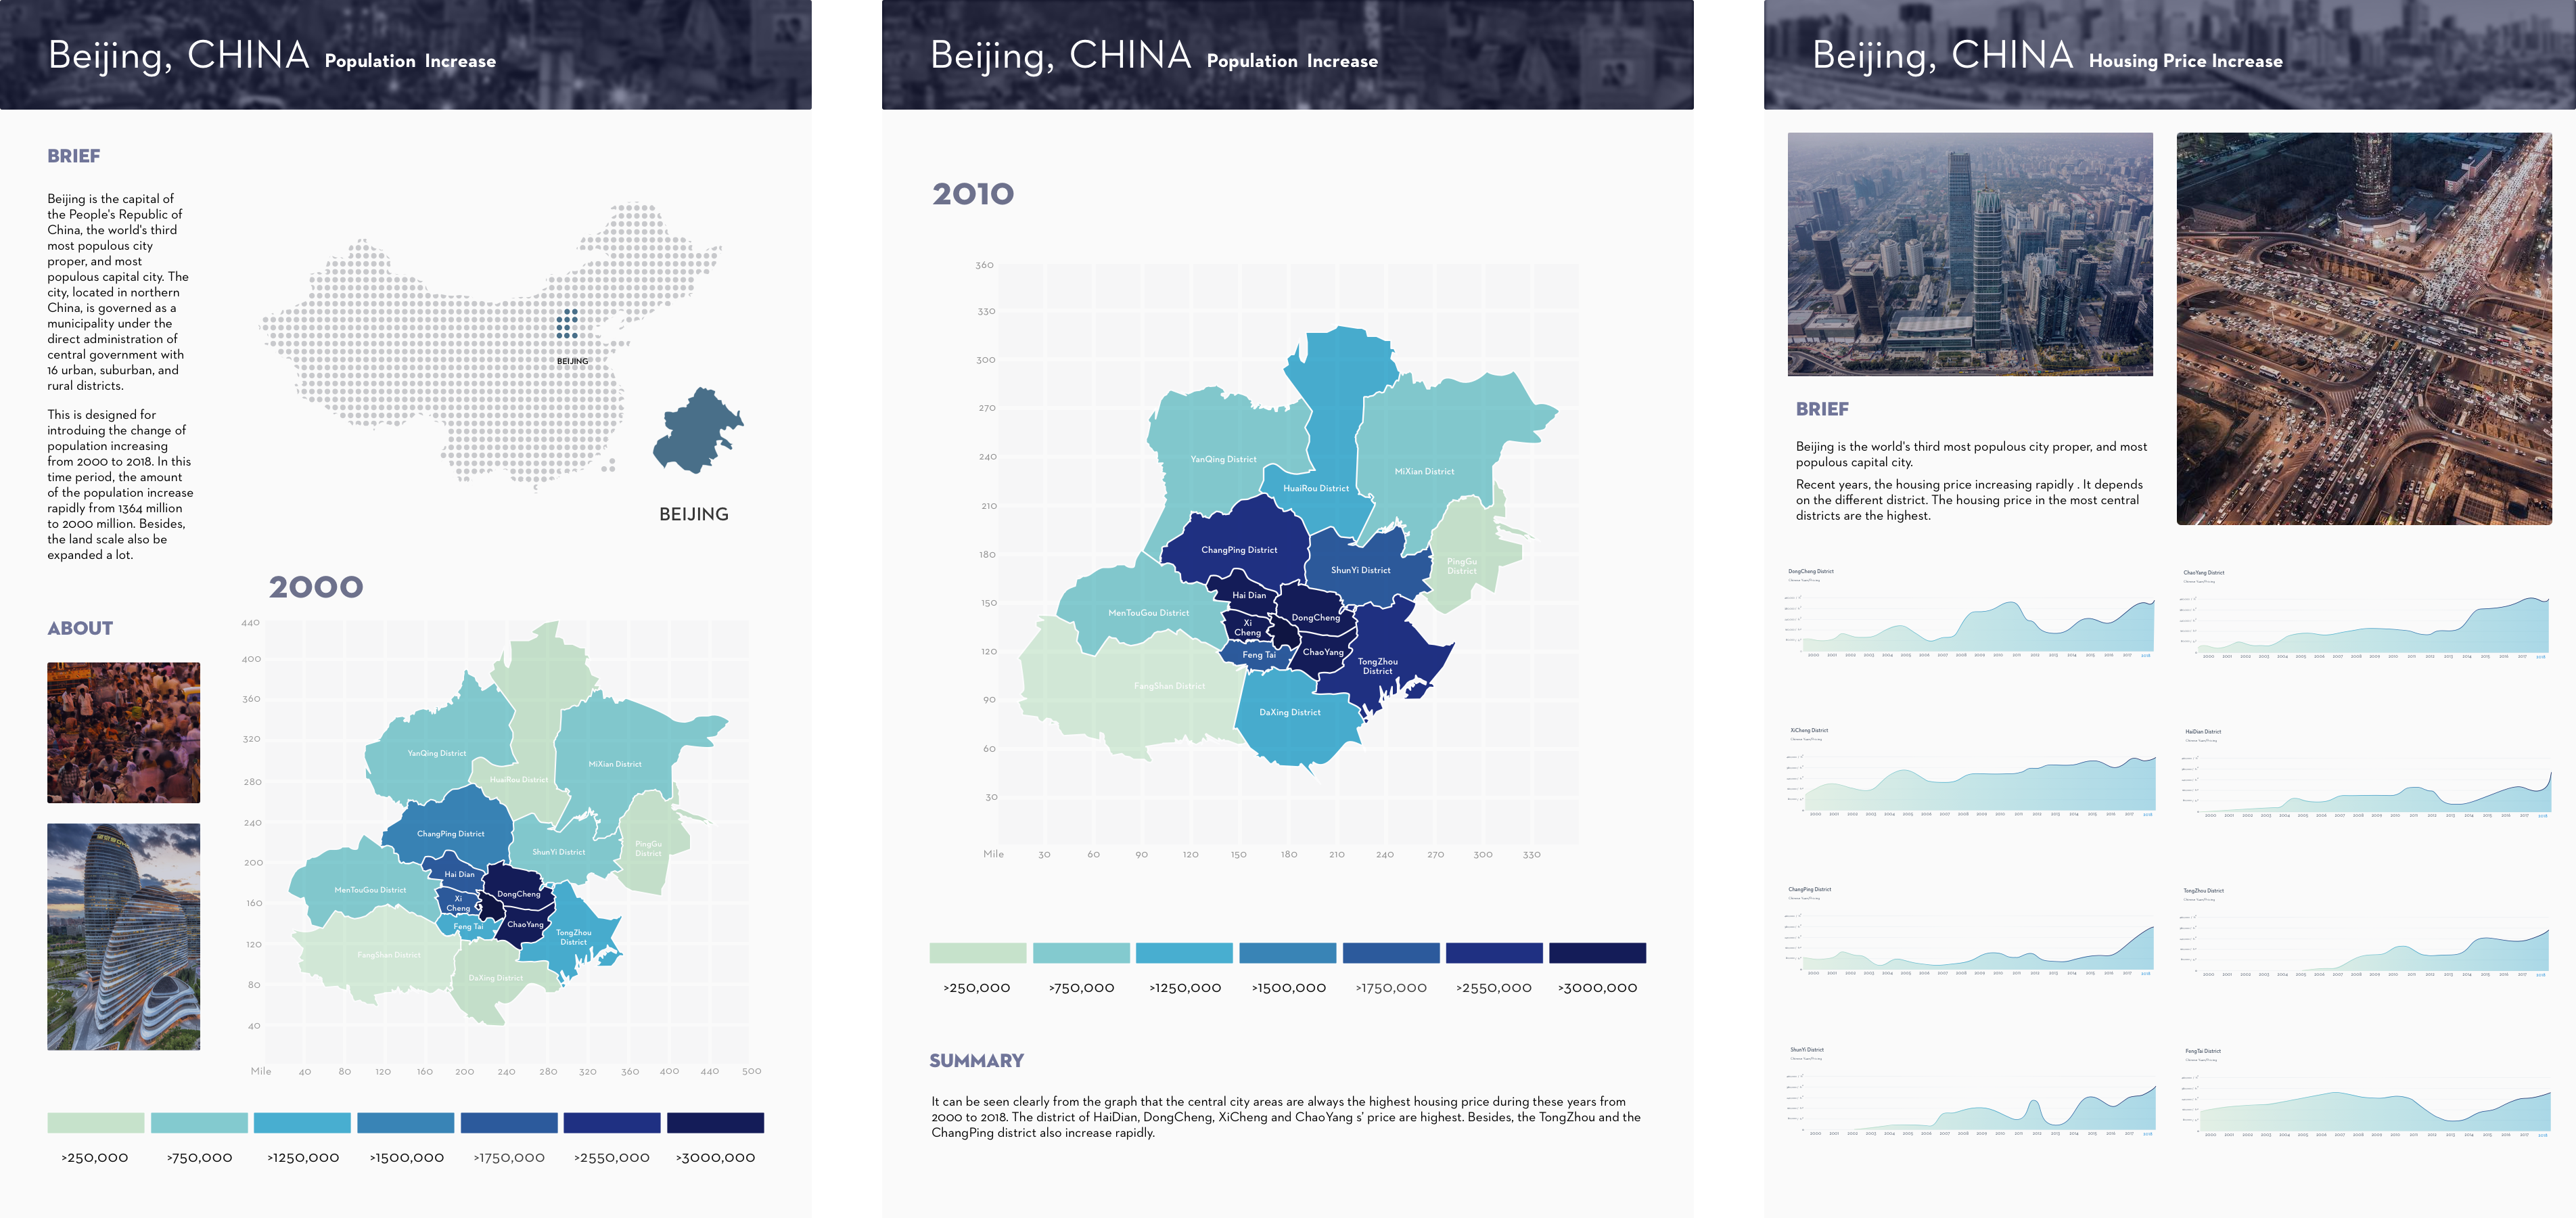 Beijing, CHINA Population Increase
BRIEF
Beijing is the capital of
the People's Republic of
China, the world's third
most populous city
proper, and most
populous capital city. The
city, located in northern
China, is governed as a
municipality under the
direct administration of
central government with
16 urban, suburban, and
rural districts.
This is designed for
introducing the change of
population increasing
from 2000 to 2018. In this
time period, the amount
of the population increase
rapidly from 1364 million
to 2000 million. Besides,
the land scale also be
expanded a lot.
BEIJING
BEIJING
ABOUT
2000
440
400
360
320
280
240
200
160
120
80
40
YanQing District
HuaiRou District
MiXian District
ChangPing District
ShunYi District
PingGu
District
Hai Dian
MenTouGou District
DongCheng
Xi
Cheng
Feng Tai
ChaoYang
TongZhou
District
FangShan District
DaXing District
Mile 40 80 120 160 200 240 280 320 360 400 440 500
>250,000 >750,000 >1250,000 >1500,000 >1750,000 >2550,000 >3000,000
Beijing, CHINA Population Increase
2010
360
330
300
270
240
210
180
150
120
90
60
30
YanQing District
MiXian District
HuaiRou District
ChangPing District
ShunYi District
PingGu
District
Hai Dian
MenTouGou District
DongCheng
Xi
Cheng
Feng Tai
ChaoYang
TongZhou
District
FangShan District
DaXing District
Mile 30 60 90 120 150 180 210 240 270 300 330
>250,000 >750,000 >1250,000 >1500,000 >1750,000 >2550,000 >3000,000
SUMMARY
It can be seen clearly from the graph that the central city areas are always the highest housing price during these years from
2000 to 2018. The district of HaiDian, DongCheng, XiCheng and ChaoYang s' price are highest. Besides, the TongZhou and the
ChangPing district also increase rapidly.
Beijing, CHINA Housing Price Increase
BRIEF
Beijing is the world's third most populous city proper, and most
populous capital city.
Recent years, the housing price increasing rapidly . It depends
on the different district. The housing price in the most central
districts are the highest.
DongCheng District
ChaoYang District
XiCheng District
HaiDian District
ChangPing District
TongZhou District
ShunYi District
FengTai District